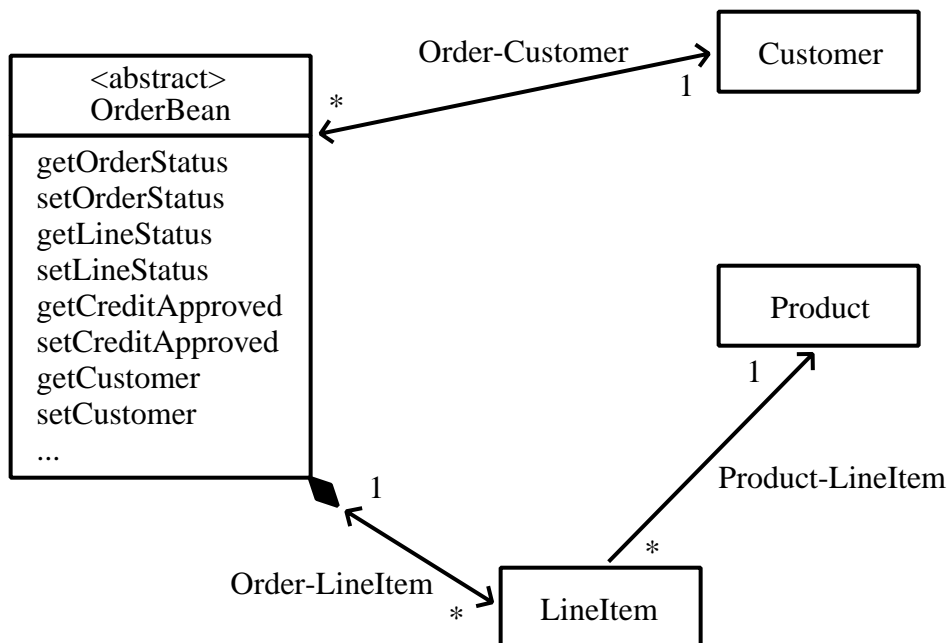 <abstract>
OrderBean
getOrderStatus
setOrderStatus
getLineStatus
setLineStatus
getCreditApproved
setCreditApproved
getCustomer
setCustomer
...
Order-Customer
*
1
Customer
Product
1
Product-LineItem
*
1
Order-LineItem
*
LineItem